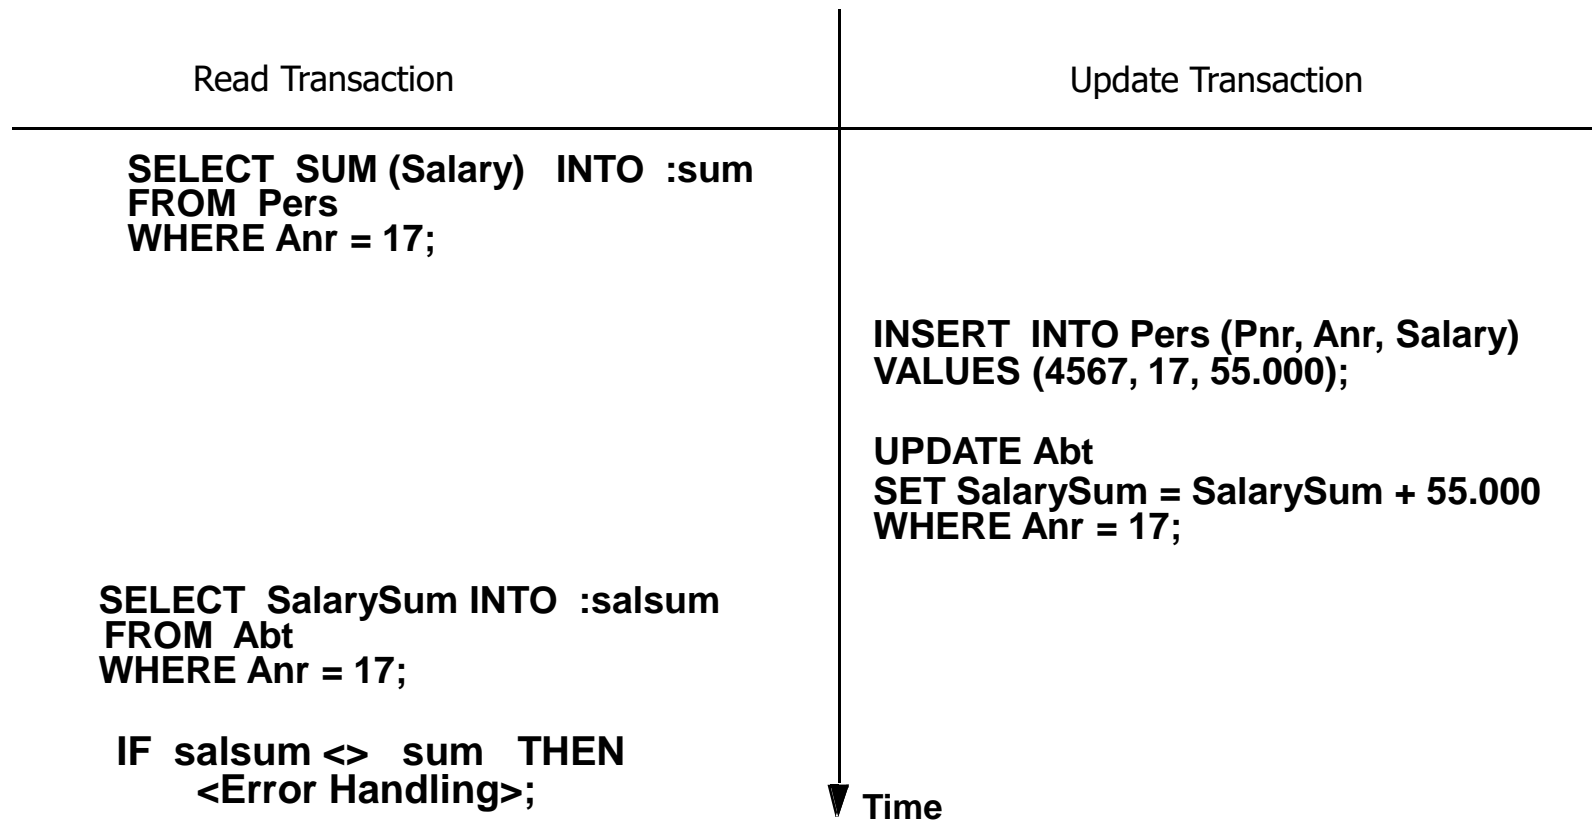 Read Transaction
Update Transaction
SELECT SUM (Salary) INTO :sum
FROM Pers
WHERE Anr = 17;
INSERT INTO Pers (Pnr, Anr, Salary)
VALUES (4567, 17, 55.000);
UPDATE Abt
SET SalarySum = SalarySum + 55.000
WHERE Anr = 17;
SELECT SalarySum INTO :salsum
FROM Abt
WHERE Anr = 17;
IF salsum <> sum THEN
<Error Handling>;
Time